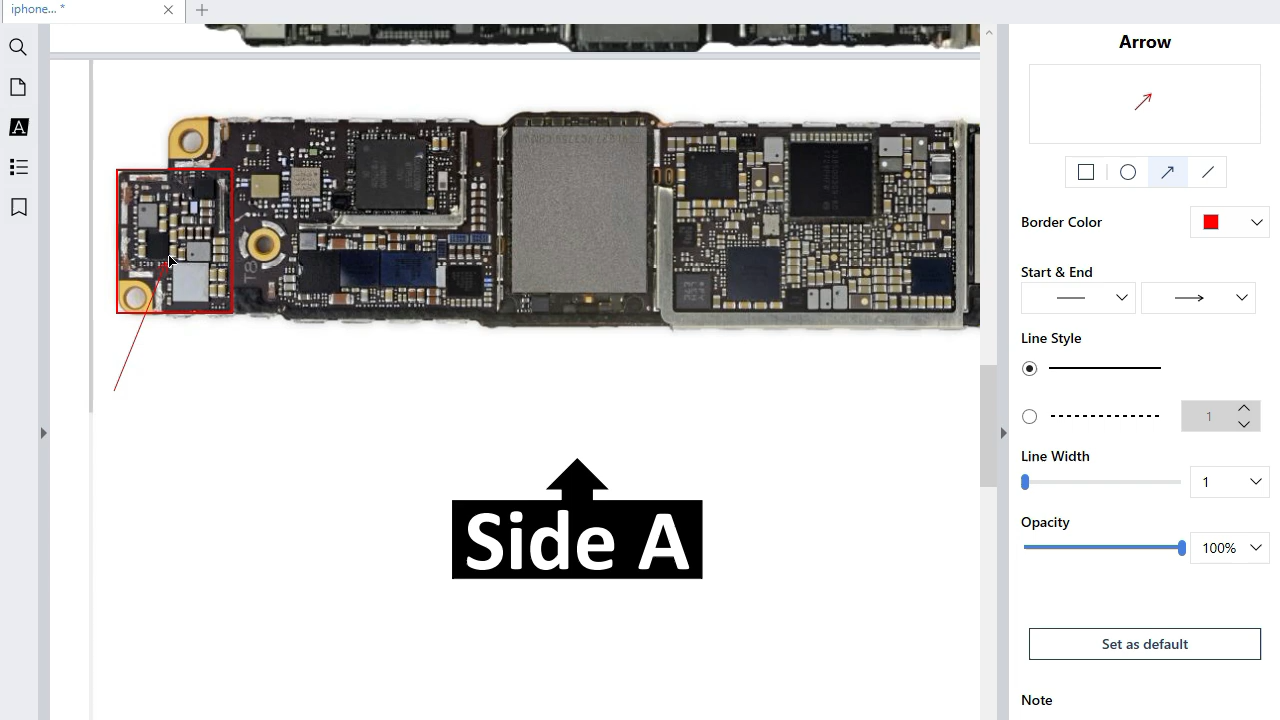 iphone... *
Arrow
Border Color
Start & End
Line Style
1
Line Width
1
Opacity
100%
Side A
Set as default
Note